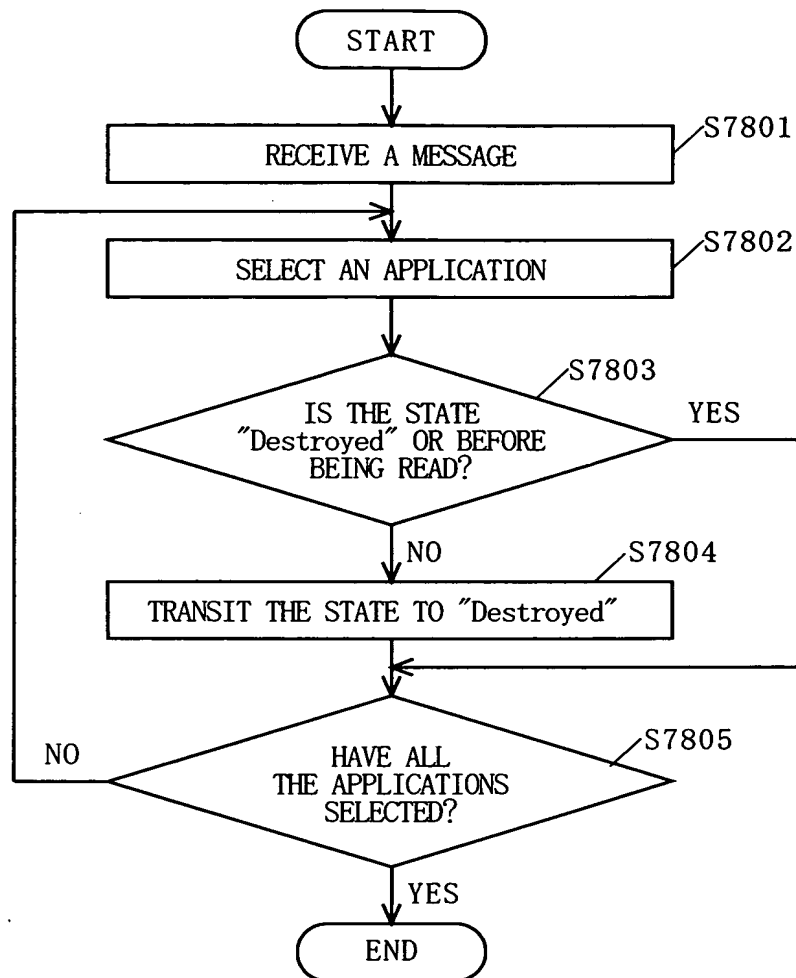 START
S7801
RECEIVE A MESSAGE
S7802
SELECT AN APPLICATION
S7803
IS THE STATE
"Destroyed" OR BEFORE
BEING READ?
YES
NO
S7804
TRANSIT THE STATE TO "Destroyed"
S7805
NO
HAVE ALL
THE APPLICATIONS
SELECTED?
YES
END